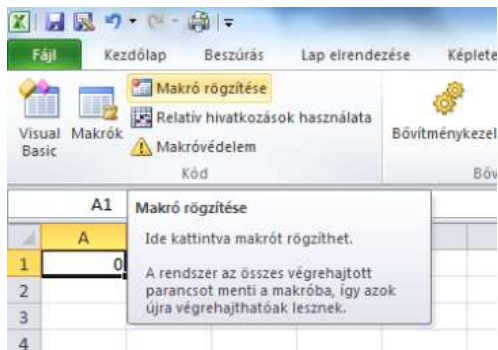 Fájl Kezdőlap Beszúrás Lap elrendezése Képlete
Visual Basic
Makrók
Makró rögzítése
Relatív hivatkozások használata
Makróvédelem
Bővítménykezel
Kód
Bőv
A1
Makró rögzítése
Ide kattintva makrót rögzíthet.
A rendszer az összes végrehajtott
parancsot menti a makróba, így azok
újra végrehajthatóak lesznek.
A
1 0
2
3
4